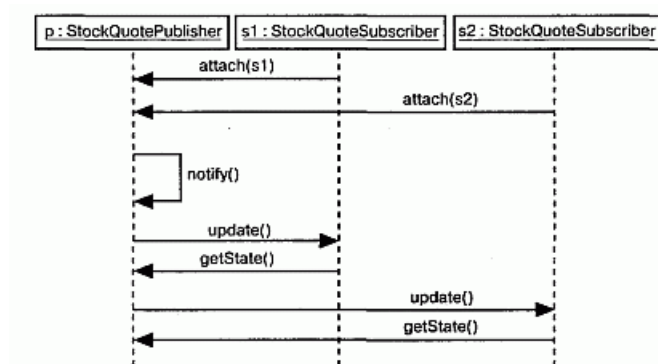 p : StockQuotePublisher
s1 : StockQuoteSubscriber
s2 : StockQuoteSubscriber
attach(s1)
attach(s2)
notify()
update()
getState()
update()
getState()